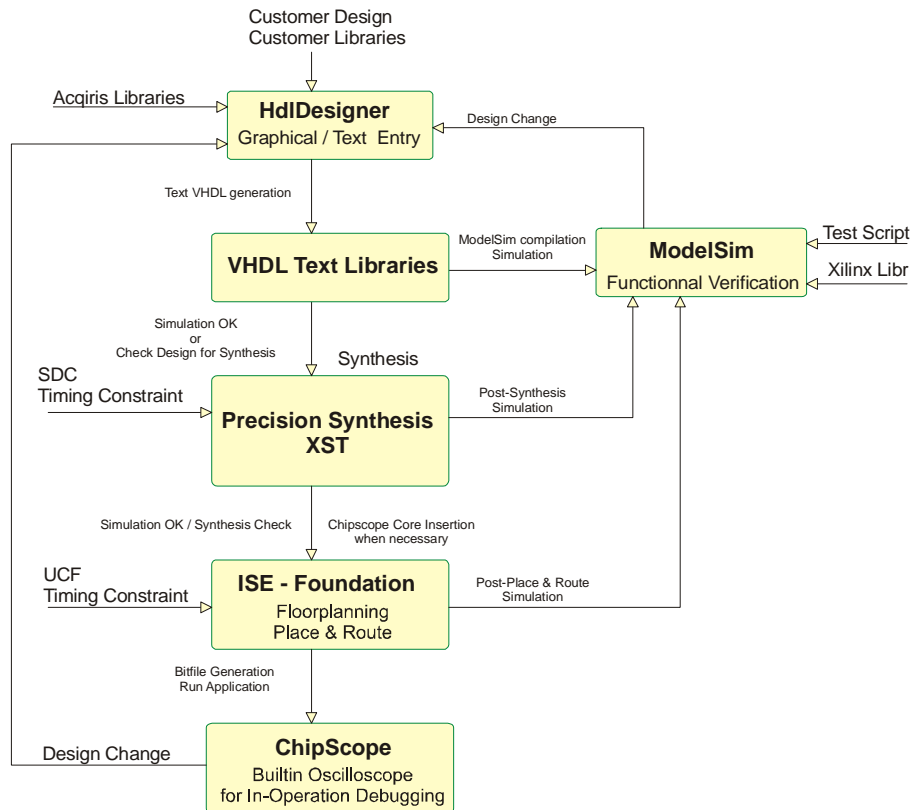 Customer Design
Customer Libraries
Acqiris Libraries
HdlDesigner
Graphical / Text Entry
Design Change
Text VHDL generation
VHDL Text Libraries
ModelSim compilation
Simulation
ModelSim
Functionnal Verification
Test Script
Xilinx Libr
Simulation OK
or
Check Design for Synthesis
Synthesis
SDC
Timing Constraint
Precision Synthesis
XST
Post-Synthesis
Simulation
Simulation OK / Synthesis Check
Chipscope Core Insertion
when necessary
UCF
Timing Constraint
ISE - Foundation
Floorplanning
Place & Route
Post-Place & Route
Simulation
Bitfile Generation
Run Application
Design Change
ChipScope
Builtin Oscilloscope
for In-Operation Debugging